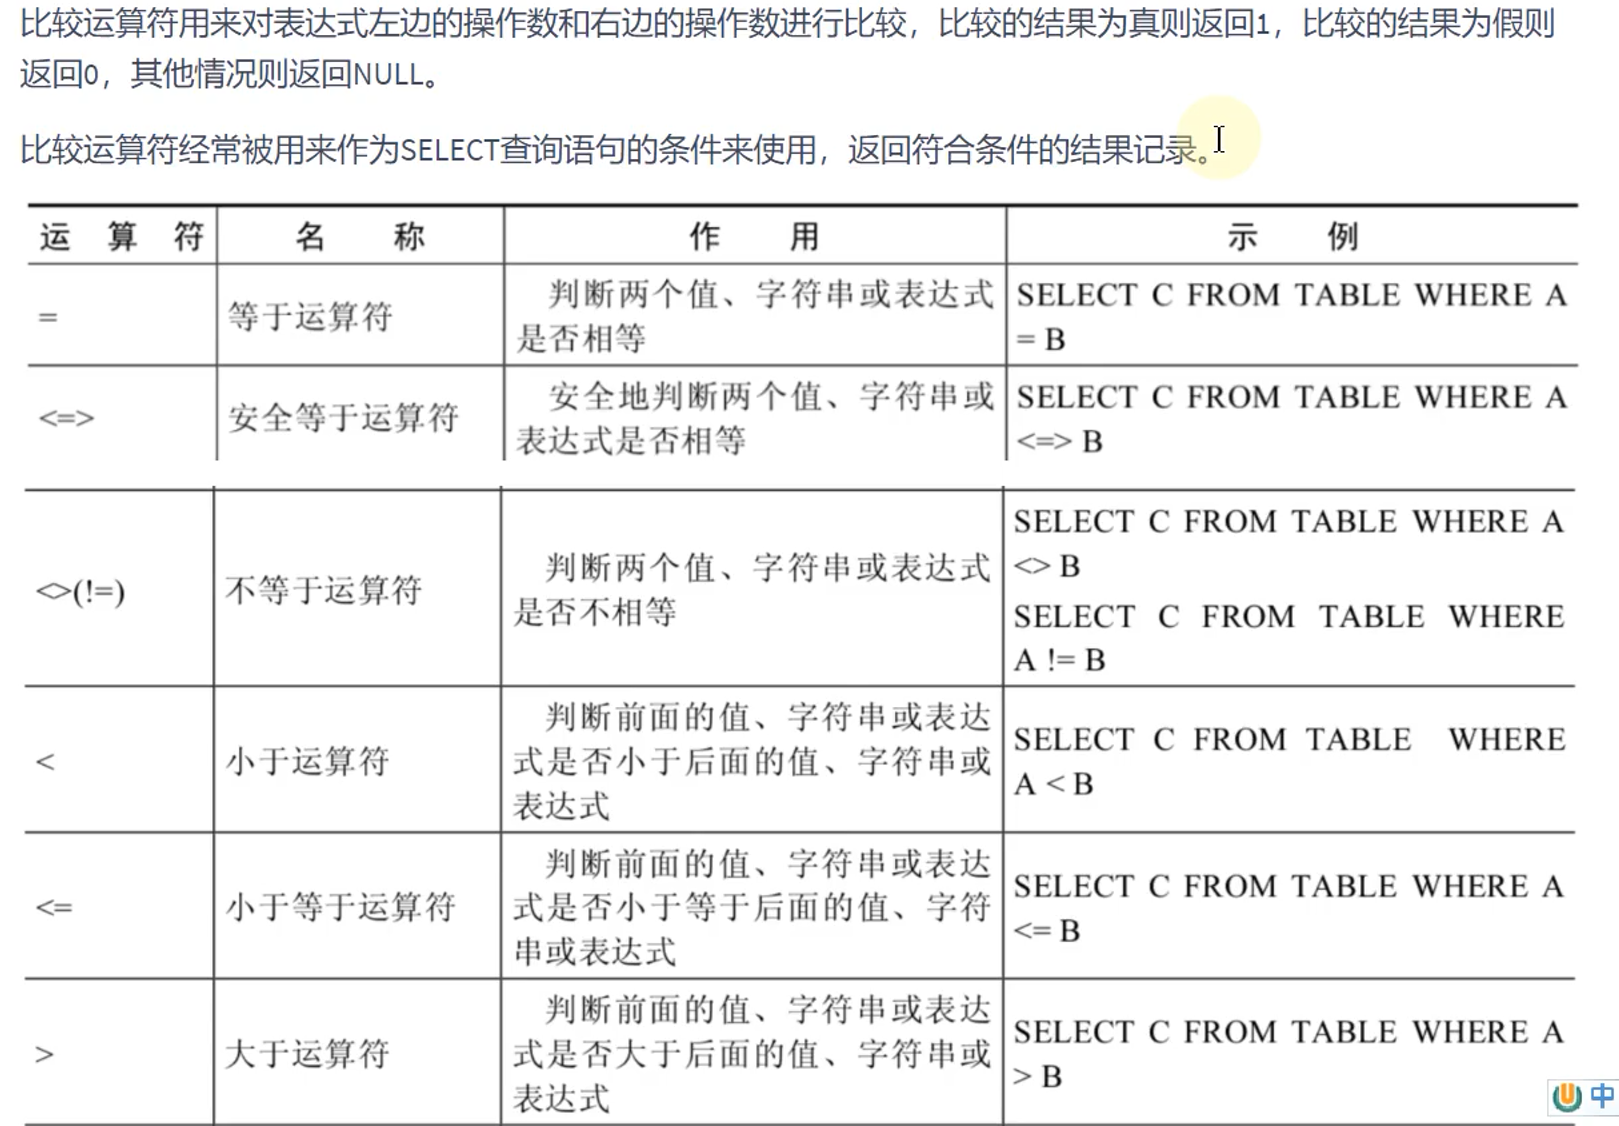 比较运算符用来对表达式左边的操作数和右边的操作数进行比较，比较的结果为真则返回1，比较的结果为假则
返回0，其他情况则返回NULL。
比较运算符经常被用来作为SELECT查询语句的条件来使用，返回符合条件的结果记录。
运 算 符 名 称 作 用 示 例
= 等于运算符 判断两个值、字符串或表达式 SELECT C FROM TABLE WHERE A
是否相等 = B
<=> 安全等于运算符 安全地判断两个值、字符串或 SELECT C FROM TABLE WHERE A
表达式是否相等 <=> B
<>(!=) 不等于运算符 判断两个值、字符串或表达式 SELECT C FROM TABLE WHERE A
是否不相等 <> B
SELECT C FROM TABLE WHERE
A != B
< 小于运算符 判断前面的值、字符串或表达 SELECT C FROM TABLE WHERE
式是否小于后面的值、字符串或 A < B
表达式
<= 小于等于运算符 判断前面的值、字符串或表达 SELECT C FROM TABLE WHERE A
式是否小于等于后面的值、字符 <= B
串或表达式
> 大于运算符 判断前面的值、字符串或表达 SELECT C FROM TABLE WHERE A
式是否大于后面的值、字符串或 > B
表达式
中